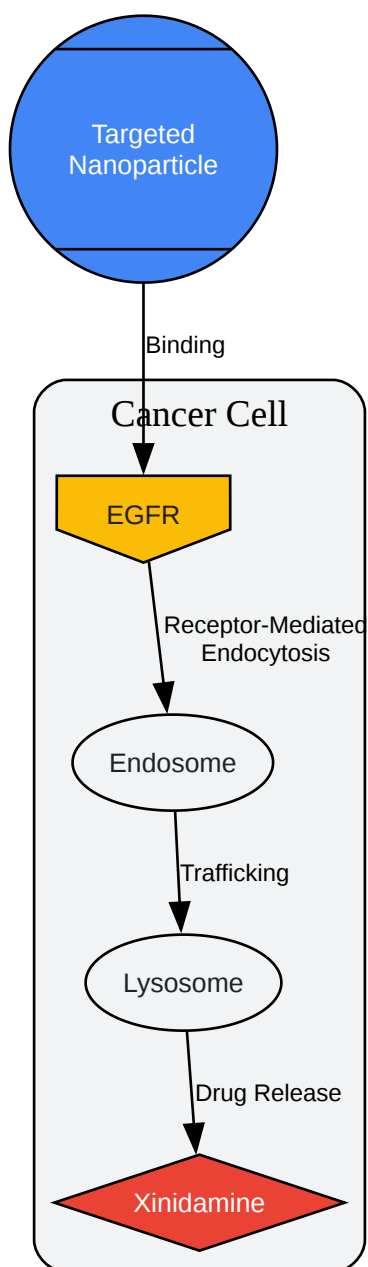 Targeted
Nanoparticle
Binding
Cancer Cell
EGFR
Receptor-Mediated
Endocytosis
Endosome
Trafficking
Lysosome
Drug Release
Xinidamine